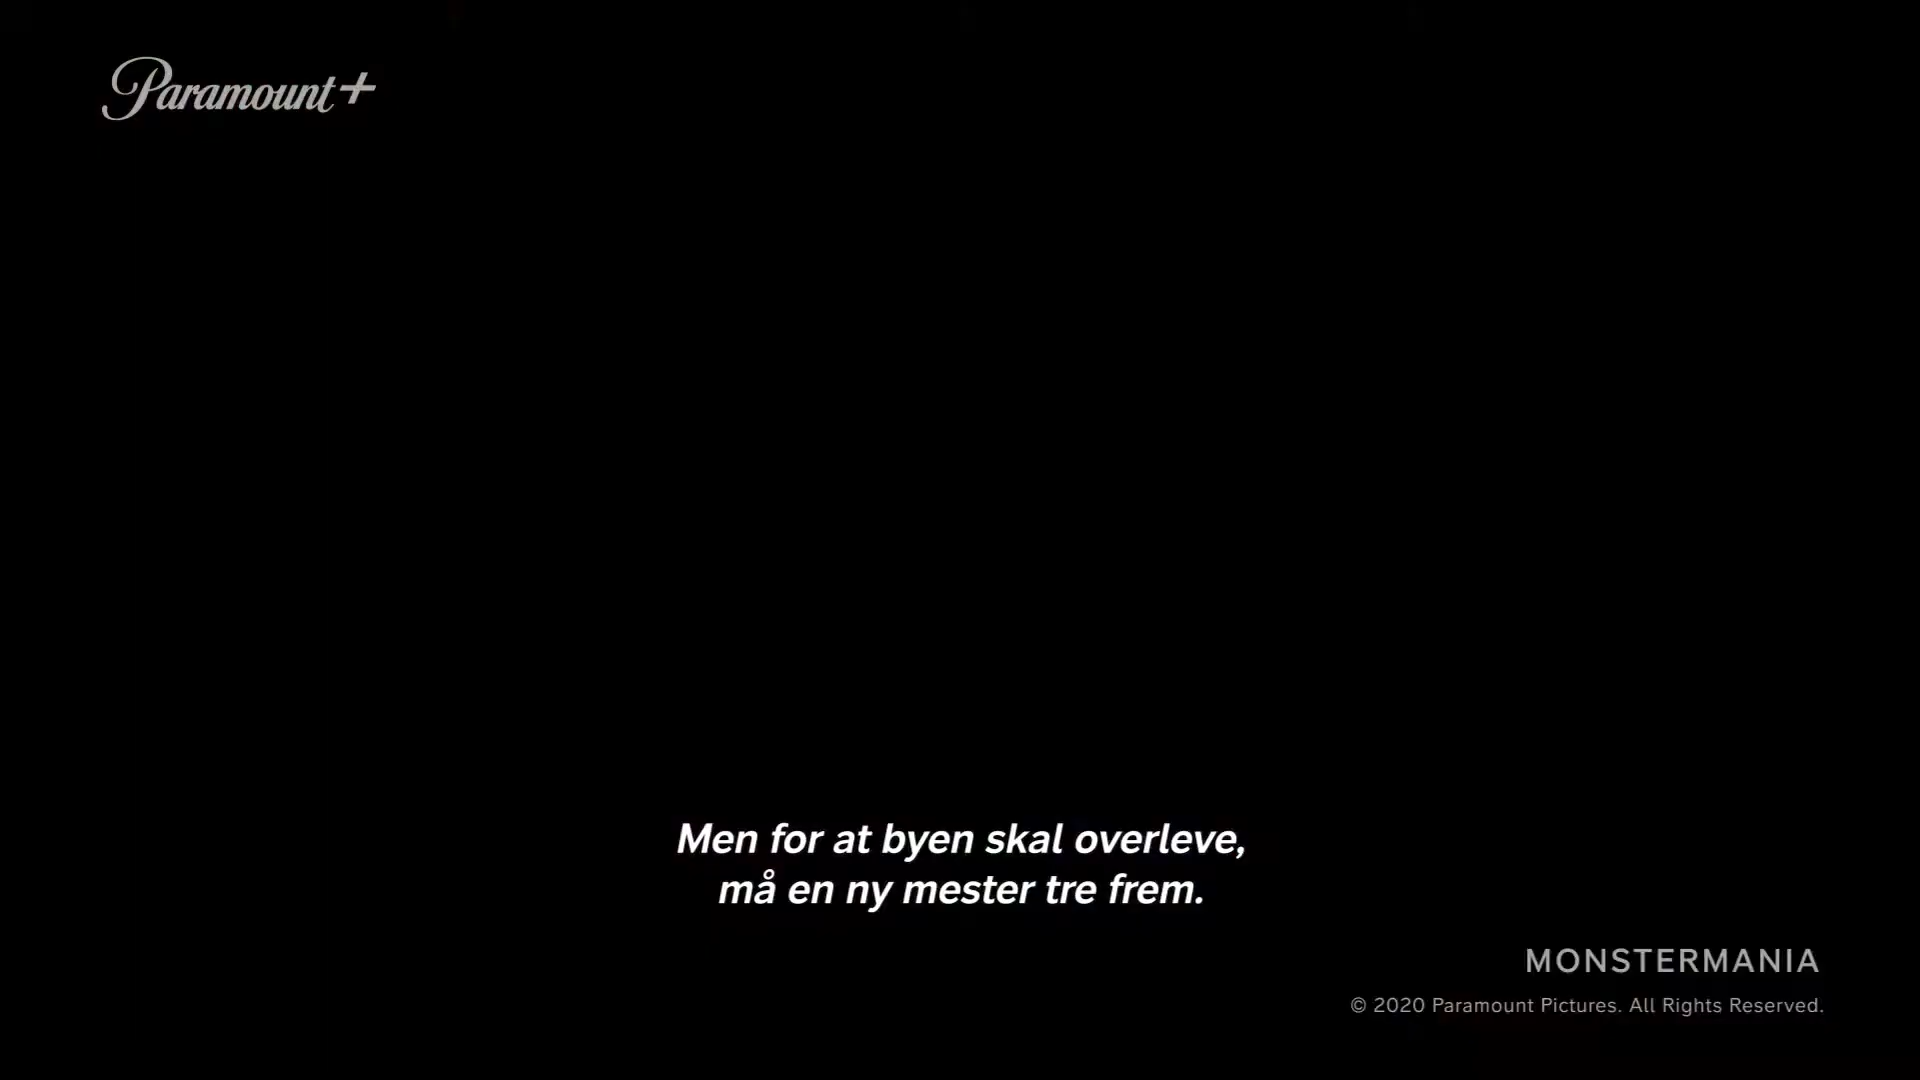 Paramount+
Men for at byen skal overleve,
må en ny mester tre frem.
MONSTERMANIA
© 2020 Paramount Pictures. All Rights Reserved.